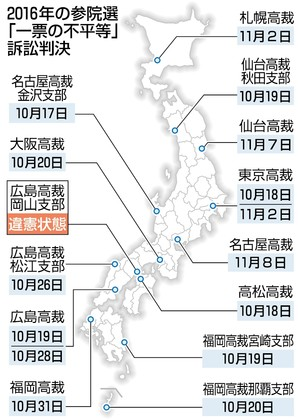 2016年の参院選
「一票の不平等」
訴訟判決
札幌高裁
11月2日
仙台高裁
秋田支部
10月19日
仙台高裁
11月7日
東京高裁
10月18日
11月2日
名古屋高裁
11月8日
高松高裁
10月18日
福岡高裁宮崎支部
10月19日
福岡高裁那覇支部
10月20日
名古屋高裁
金沢支部
10月17日
大阪高裁
10月20日
広島高裁
岡山支部
違憲状態
広島高裁
松江支部
10月26日
広島高裁
10月19日
10月28日
福岡高裁
10月31日